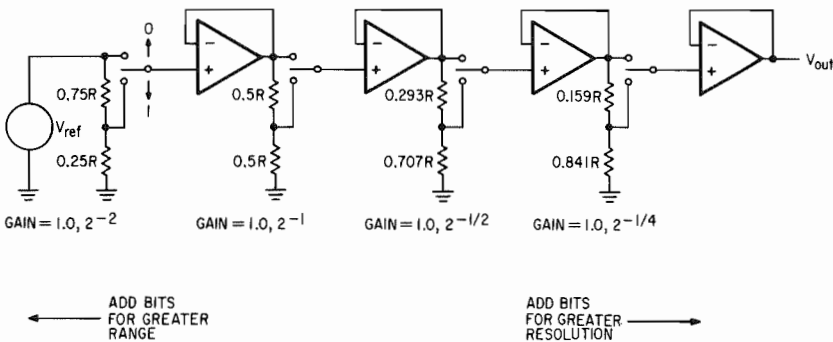 0
1
Vref
0.75R
0.25R
−
+
0.5R
0.5R
−
+
0.293R
0.707R
−
+
0.159R
0.841R
−
+
Vout
GAIN = 1.0, 2⁻²
GAIN = 1.0, 2⁻¹
GAIN = 1.0, 2⁻¹/²
GAIN = 1.0, 2⁻¹/⁴
ADD BITS
FOR GREATER
RANGE
ADD BITS
FOR GREATER
RESOLUTION